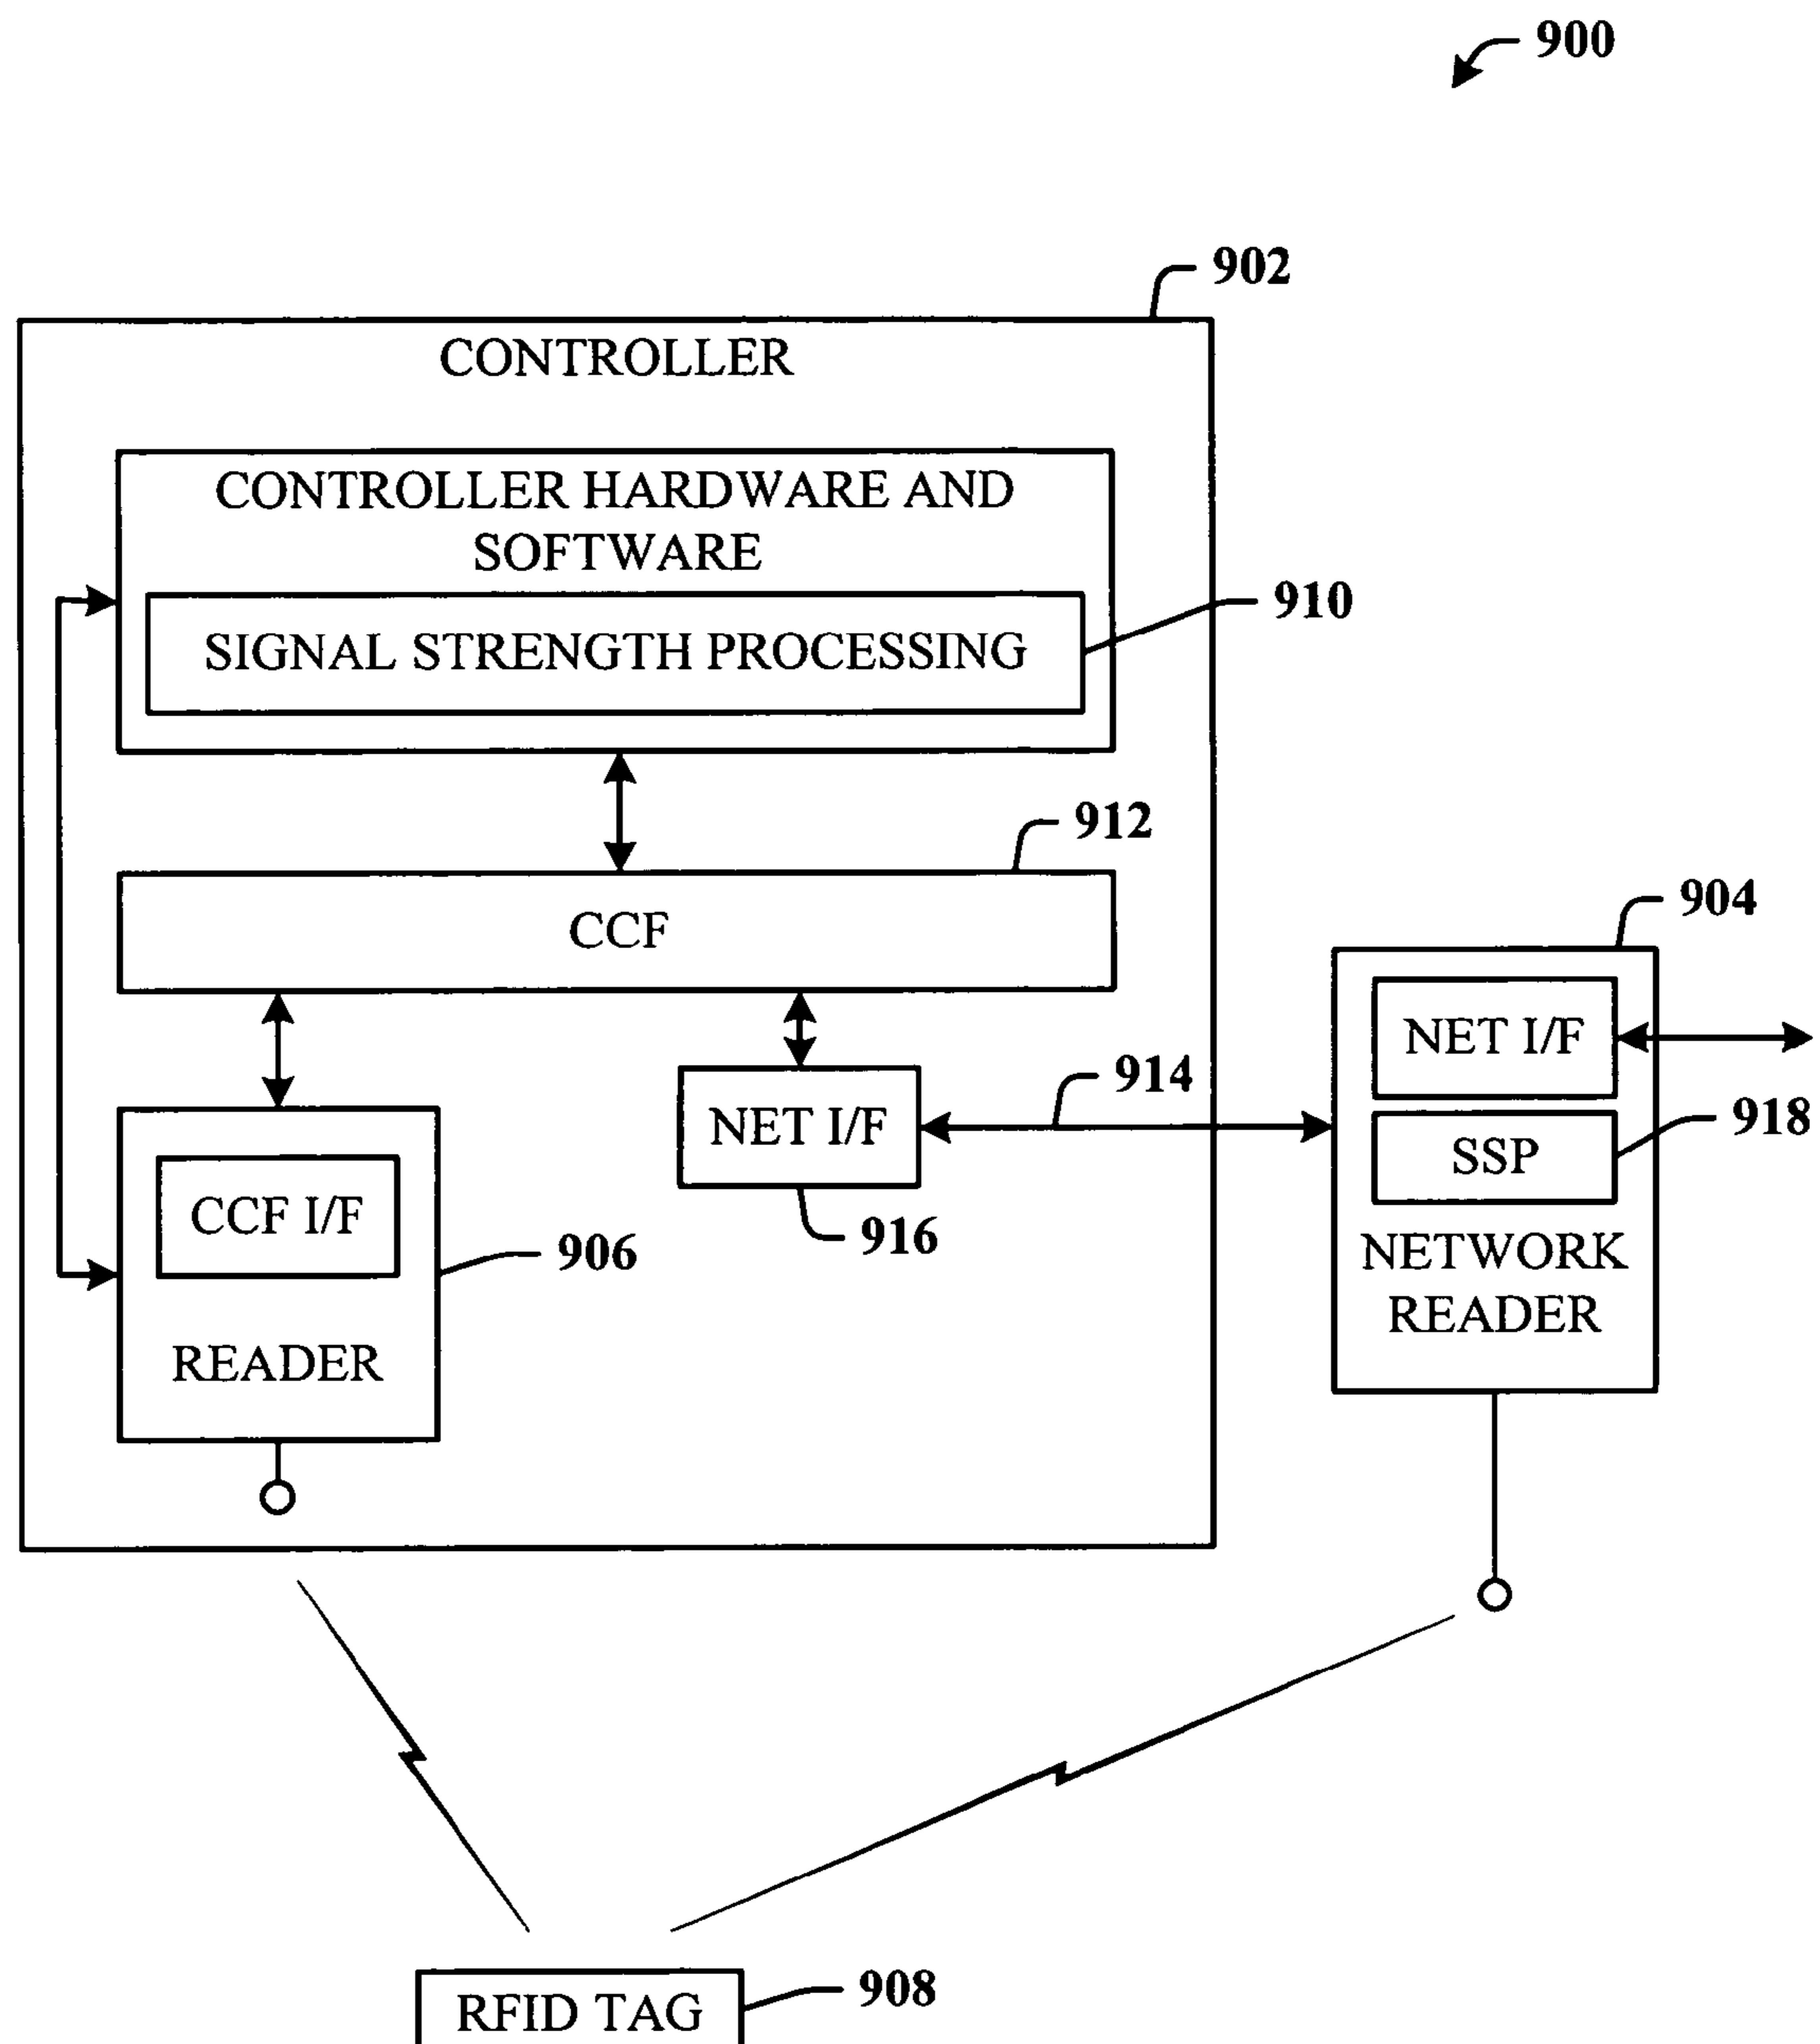 900
902
CONTROLLER
CONTROLLER HARDWARE AND
SOFTWARE
910
SIGNAL STRENGTH PROCESSING
912
CCF
904
NET I/F
914
NET I/F
918
SSP
CCF I/F
916
906
NETWORK
READER
READER
908
RFID TAG